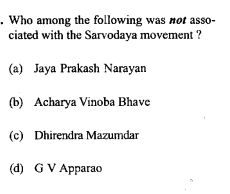 . Who among the following was not asso-
ciated with the Sarvodaya movement ?
(a) Jaya Prakash Narayan
(b) Acharya Vinoba Bhave
(c) Dhirendra Mazumdar
(d) G V Apparao